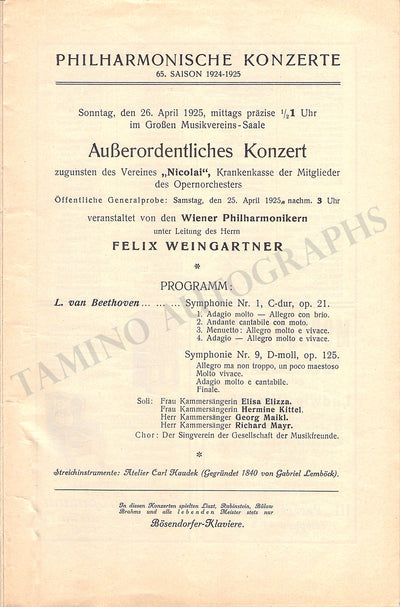 PHILHARMONISCHE KONZERTE
65. SAISON 1924-1925
Sonntag, den 26. April 1925, mittags präzise ½1 Uhr
im Großen Musikvereins-Saale
Außerordentliches Konzert
zugunsten des Vereines „Nicolai“, Krankenkasse der Mitglieder
des Opernorchesters
Öffentliche Generalprobe: Samstag, den 25. April 1925, nachm. 3 Uhr
veranstaltet von den Wiener Philharmonikern
unter Leitung des Herrn
FELIX WEINGARTNER
*
PROGRAMM:
L. van Beethoven ... ... ... Symphonie Nr. 1, C-dur, op. 21.
1. Adagio molto — Allegro con brio.
2. Andante cantabile con moto.
3. Menuetto: Allegro molto e vivace.
4. Adagio — Allegro molto e vivace.
Symphonie Nr. 9, D-moll, op. 125.
Allegro ma non troppo, un poco maestoso
Molto vivace.
Adagio molto e cantabile.
Finale.
Soli: Frau Kammersängerin Elisa Elizza.
Frau Kammersängerin Hermine Kittel.
Herr Kammersänger Georg Maikl.
Herr Kammersänger Richard Mayr.
Chor: Der Singverein der Gesellschaft der Musikfreunde.
*
Streichinstrumente: Atelier Carl Haudek (Gegründet 1840 von Gabriel Lemböck).
In diesen Konzerten spielten Liszt, Rubinstein, Bülow
Brahms und alle lebenden Meister stets nur
Bösendorfer-Klaviere.
TAMINO AUTOGRAPHS